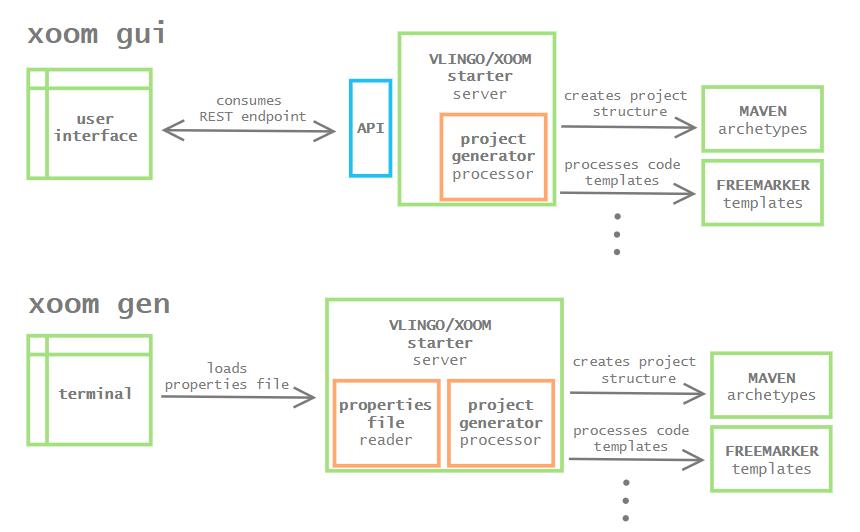 xoom gui
user
interface
consumes
REST endpoint
API
VLINGO/XOOM
starter
server
project
generator
processor
creates project
structure
MAVEN
archetypes
processes code
templates
FREEMARKER
templates
xoom gen
terminal
loads
properties file
VLINGO/XOOM
starter
server
properties
file
reader
project
generator
processor
creates project
structure
MAVEN
archetypes
processes code
templates
FREEMARKER
templates